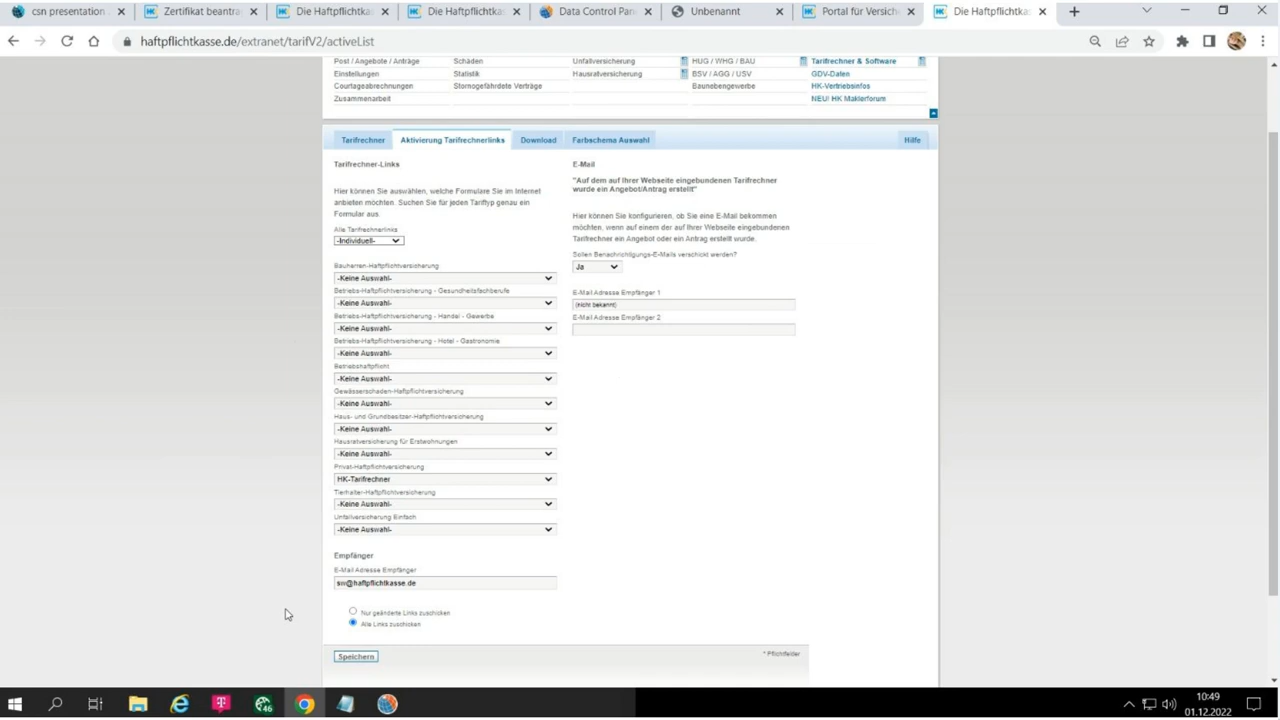 csn presentation
Zertifikat beantra
Die Haftpflichtkas
Die Haftpflichtka
Data Control Pan
Unbenannt
Portal für Versich
Die Haftpflichtka
haftpflichtkasse.de/extranet/tarifV2/activeList
Post / Angebote / Anträge
Schäden
Unfallversicherung
HUG / WHG / BAU
Tarifrechner & Software
Einstellungen
Statistik
Hausratversicherung
BSV / AGG / USV
GDV-Daten
Courtageabrechnungen
Stornogefährdete Verträge
Baunebengewerbe
HK-Vertriebsinfos
Zusammenarbeit
NEU! HK Maklerforum
Tarifrechner
Aktivierung Tarifrechnerlinks
Download
Farbschema Auswahl
Hilfe
Tarifrechner-Links
Hier können Sie auswählen, welche Formulare Sie im Internet
anbieten möchten. Suchen Sie für jeden Tariftyp genau ein
Formular aus
Alle Tarifrechnerlinks
-Individuell-
Bauherren-Haftpflichtversicherung
-Keine Auswahl-
Betriebs-Haftpflichtversicherung - Gesundheitsfachberufe
-Keine Auswahl-
Betriebs-Haftpflichtversicherung - Handel - Gewerbe
-Keine Auswahl-
Betriebs-Haftpflichtversicherung - Hotel - Gastronomie
-Keine Auswahl-
Betriebshaftpflicht
-Keine Auswahl-
Gewässerschaden-Haftpflichtversicherung
-Keine Auswahl-
Haus- und Grundbesitzer-Haftpflichtversicherung
-Keine Auswahl-
Hausratversicherung für Erstwohnungen
-Keine Auswahl-
Privat-Haftpflichtversicherung
HK-Tarifrechner
Tierhalter-Haftpflichtversicherung
-Keine Auswahl-
Unfallversicherung Einfach
-Keine Auswahl-
Empfänger
E-Mail Adresse Empfänger
sw@haftpflichtkasse.de
Nur geänderte Links zuschicken
Alle Links zuschicken
Speichern
* Pflichtfelder
E-Mail
"Auf dem auf Ihrer Webseite eingebundenen Tarifrechner
wurde ein Angebot/Antrag erstellt"
Hier können Sie konfigurieren, ob Sie eine E-Mail bekommen
möchten, wenn auf einem der auf Ihrer Webseite eingebundenen
Tarifrechner ein Angebot oder ein Antrag erstellt wurde.
Sollen Benachrichtigungs-E-Mails verschickt werden?
Ja
E-Mail Adresse Empfänger 1
(nicht bekannt)
E-Mail Adresse Empfänger 2
10:49
01.12.2022